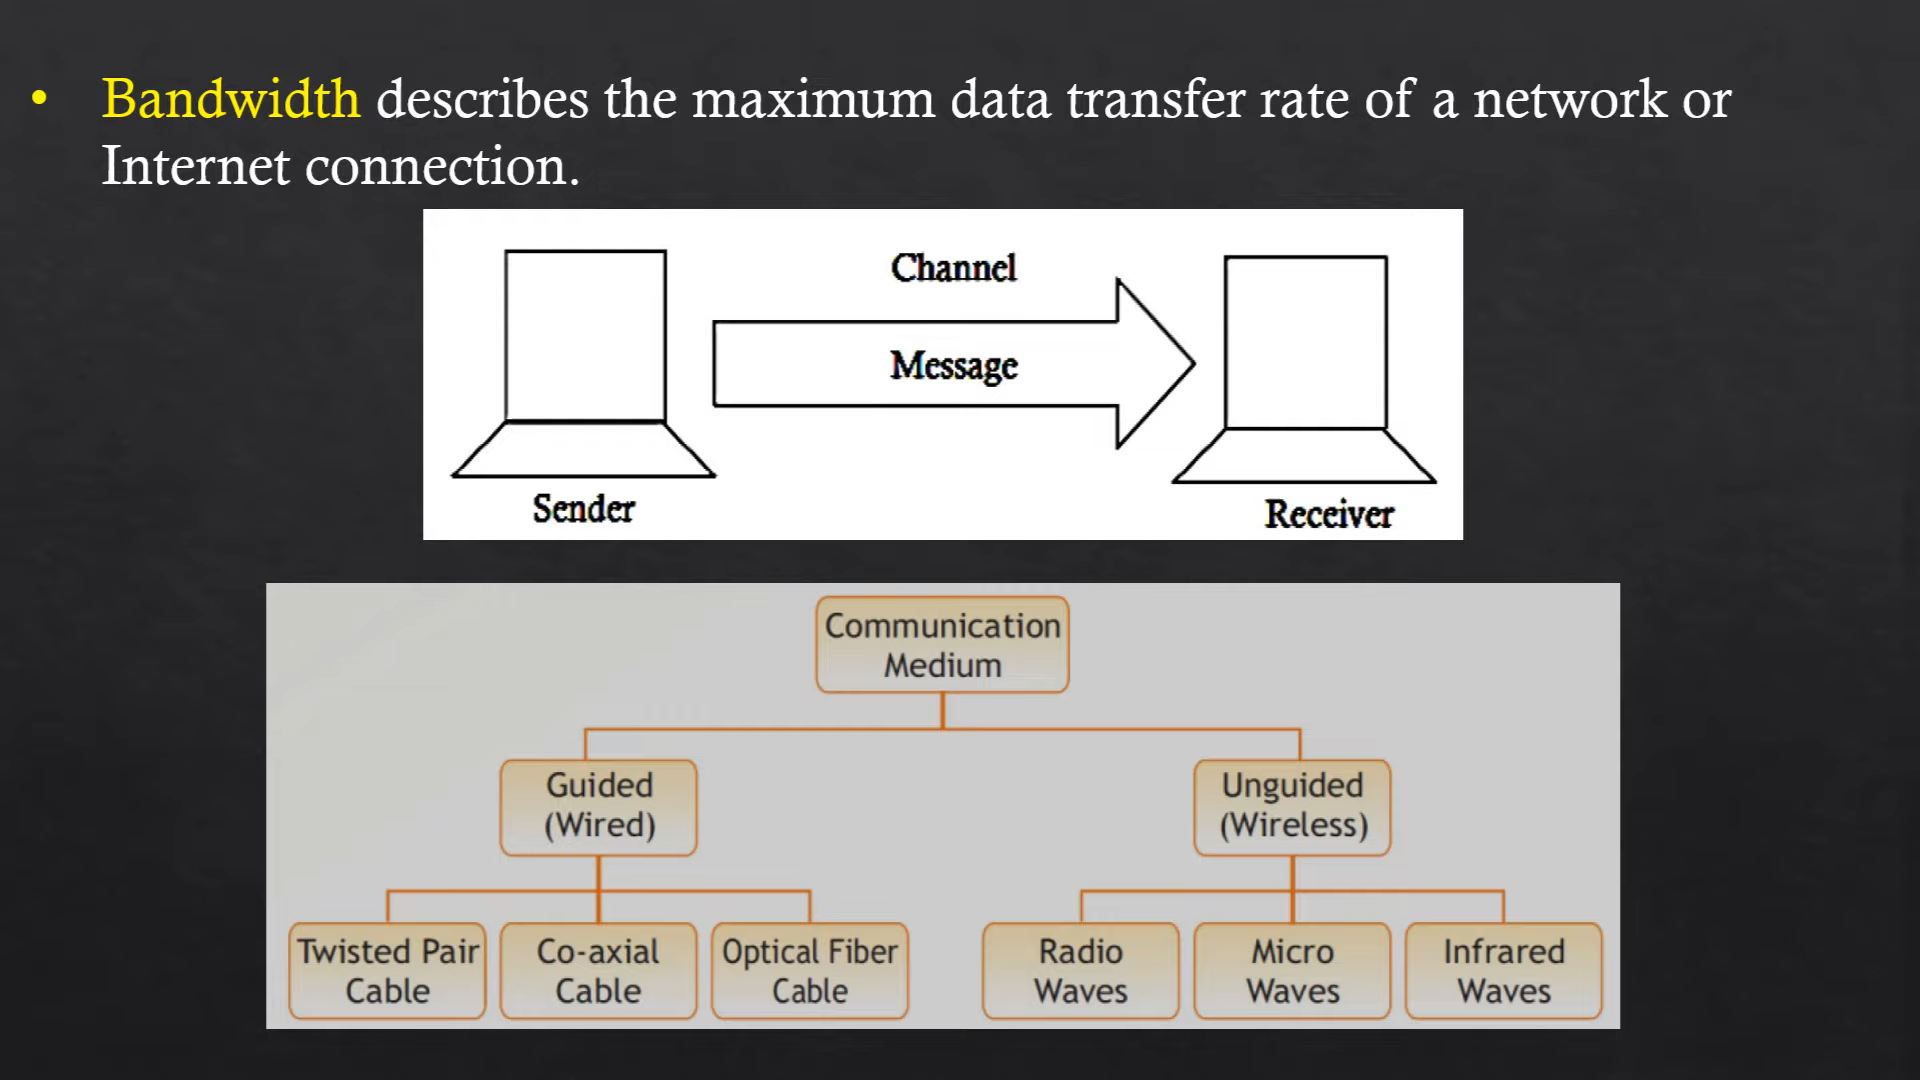 • Bandwidth describes the maximum data transfer rate of a network or
Internet connection.
Channel
Message
Sender
Receiver
Communication
Medium
Guided
(Wired)
Unguided
(Wireless)
Twisted Pair
Cable
Co-axial
Cable
Optical Fiber
Cable
Radio
Waves
Micro
Waves
Infrared
Waves